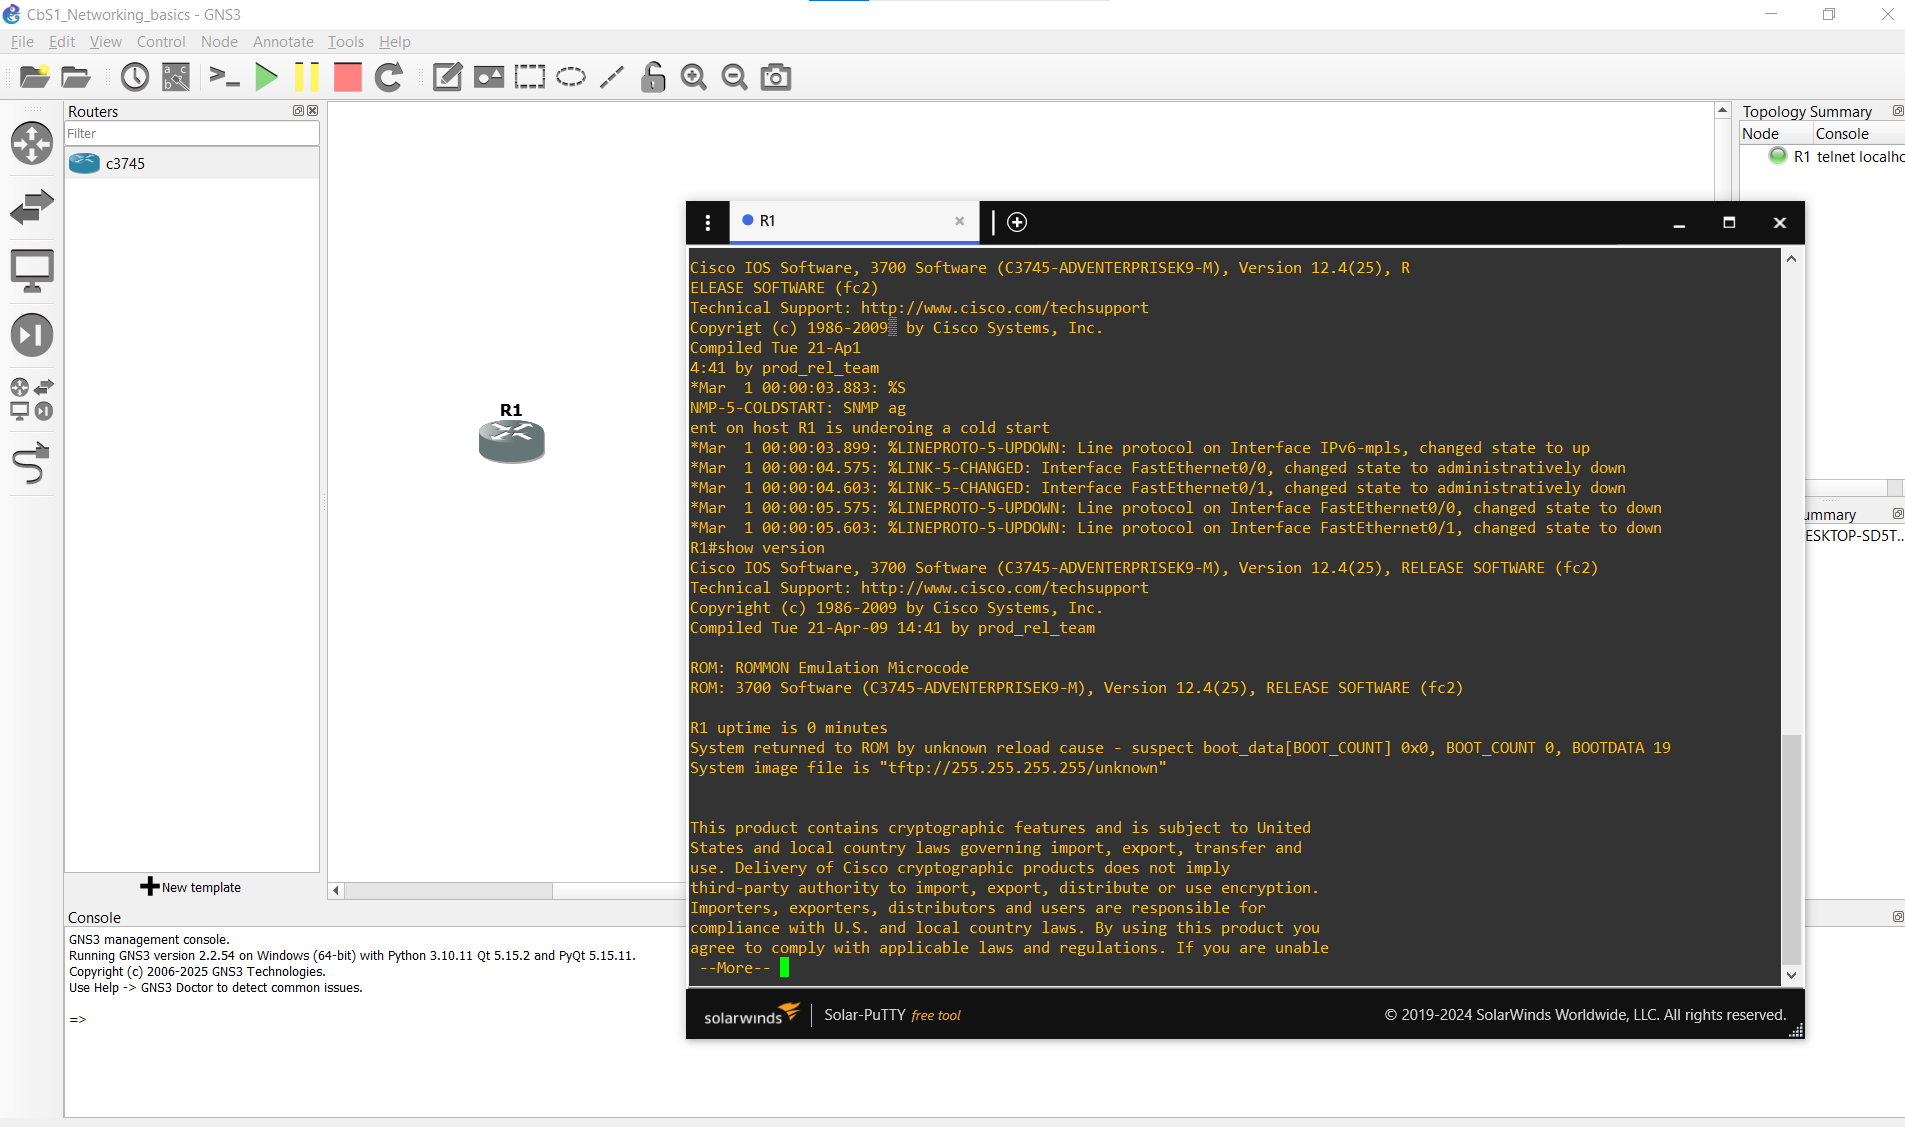 CbS1_Networking_basics - GNS3
File Edit View Control Node Annotate Tools Help
Routers
Filter
c3745
R1
New template
Topology Summary
Node Console
R1 telnet localhc
ummary
ESKTOP-SD5T...
R1
Cisco IOS Software, 3700 Software (C3745-ADVENTERPRISEK9-M), Version 12.4(25), R
ELEASE SOFTWARE (fc2)
Technical Support: http://www.cisco.com/techsupport
Copyrigt (c) 1986-2009 by Cisco Systems, Inc.
Compiled Tue 21-Ap1
4:41 by prod_rel_team
*Mar  1 00:00:03.883: %S
NMP-5-COLDSTART: SNMP ag
ent on host R1 is underoing a cold start
*Mar  1 00:00:03.899: %LINEPROTO-5-UPDOWN: Line protocol on Interface IPv6-mpls, changed state to up
*Mar  1 00:00:04.575: %LINK-5-CHANGED: Interface FastEthernet0/0, changed state to administratively down
*Mar  1 00:00:04.603: %LINK-5-CHANGED: Interface FastEthernet0/1, changed state to administratively down
*Mar  1 00:00:05.575: %LINEPROTO-5-UPDOWN: Line protocol on Interface FastEthernet0/0, changed state to down
*Mar  1 00:00:05.603: %LINEPROTO-5-UPDOWN: Line protocol on Interface FastEthernet0/1, changed state to down
R1#show version
Cisco IOS Software, 3700 Software (C3745-ADVENTERPRISEK9-M), Version 12.4(25), RELEASE SOFTWARE (fc2)
Technical Support: http://www.cisco.com/techsupport
Copyright (c) 1986-2009 by Cisco Systems, Inc.
Compiled Tue 21-Apr-09 14:41 by prod_rel_team
ROM: ROMMON Emulation Microcode
ROM: 3700 Software (C3745-ADVENTERPRISEK9-M), Version 12.4(25), RELEASE SOFTWARE (fc2)
R1 uptime is 0 minutes
System returned to ROM by unknown reload cause - suspect boot_data[BOOT_COUNT] 0x0, BOOT_COUNT 0, BOOTDATA 19
System image file is "tftp://255.255.255.255/unknown"
This product contains cryptographic features and is subject to United
States and local country laws governing import, export, transfer and
use. Delivery of Cisco cryptographic products does not imply
third-party authority to import, export, distribute or use encryption.
Importers, exporters, distributors and users are responsible for
compliance with U.S. and local country laws. By using this product you
agree to comply with applicable laws and regulations. If you are unable
--More--
solarwinds Solar-PuTTY free tool © 2019-2024 SolarWinds Worldwide, LLC. All rights reserved.
Console
GNS3 management console.
Running GNS3 version 2.2.54 on Windows (64-bit) with Python 3.10.11 Qt 5.15.2 and PyQt 5.15.11.
Copyright (c) 2006-2025 GNS3 Technologies.
Use Help -> GNS3 Doctor to detect common issues.
=>